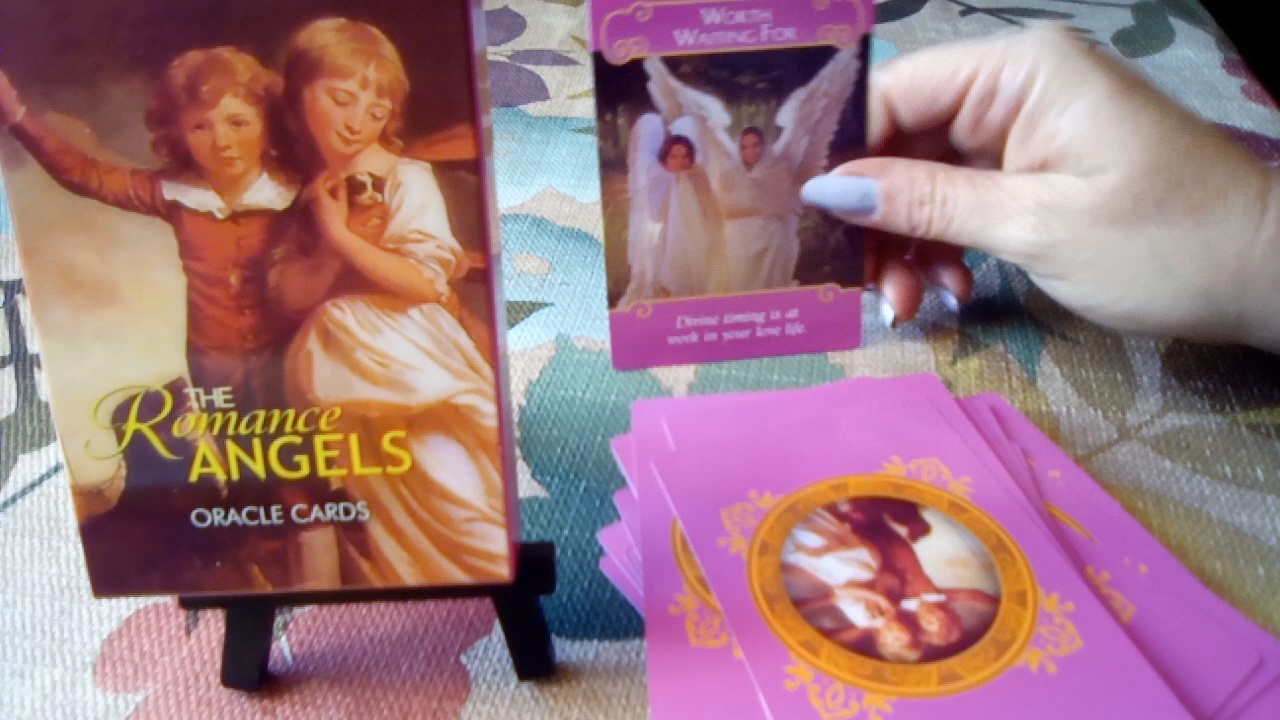 THE
Romance
ANGELS
ORACLE CARDS
WORTH
WAITING FOR
Divine timing is at
work in your love life.